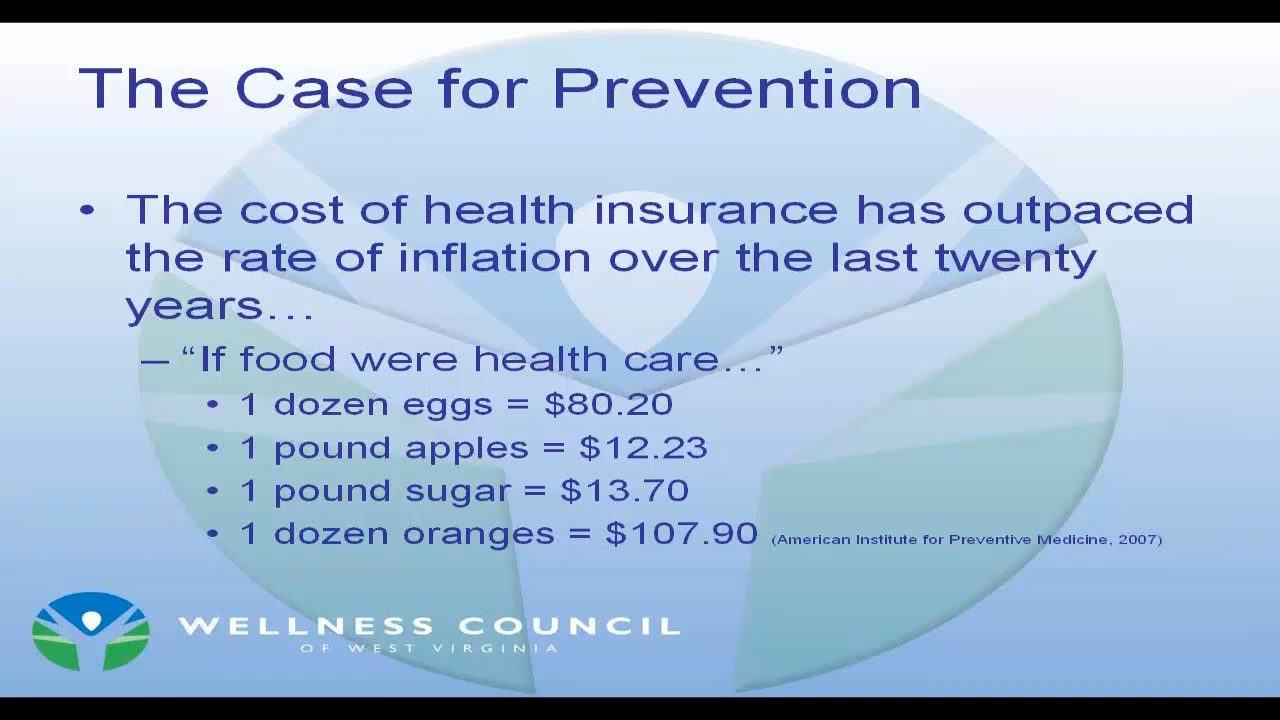 The Case for Prevention
• The cost of health insurance has outpaced
the rate of inflation over the last twenty
years…
– “If food were health care…”
• 1 dozen eggs = $80.20
• 1 pound apples = $12.23
• 1 pound sugar = $13.70
• 1 dozen oranges = $107.90 (American Institute for Preventive Medicine, 2007)
WELLNESS COUNCIL
OF WEST VIRGINIA